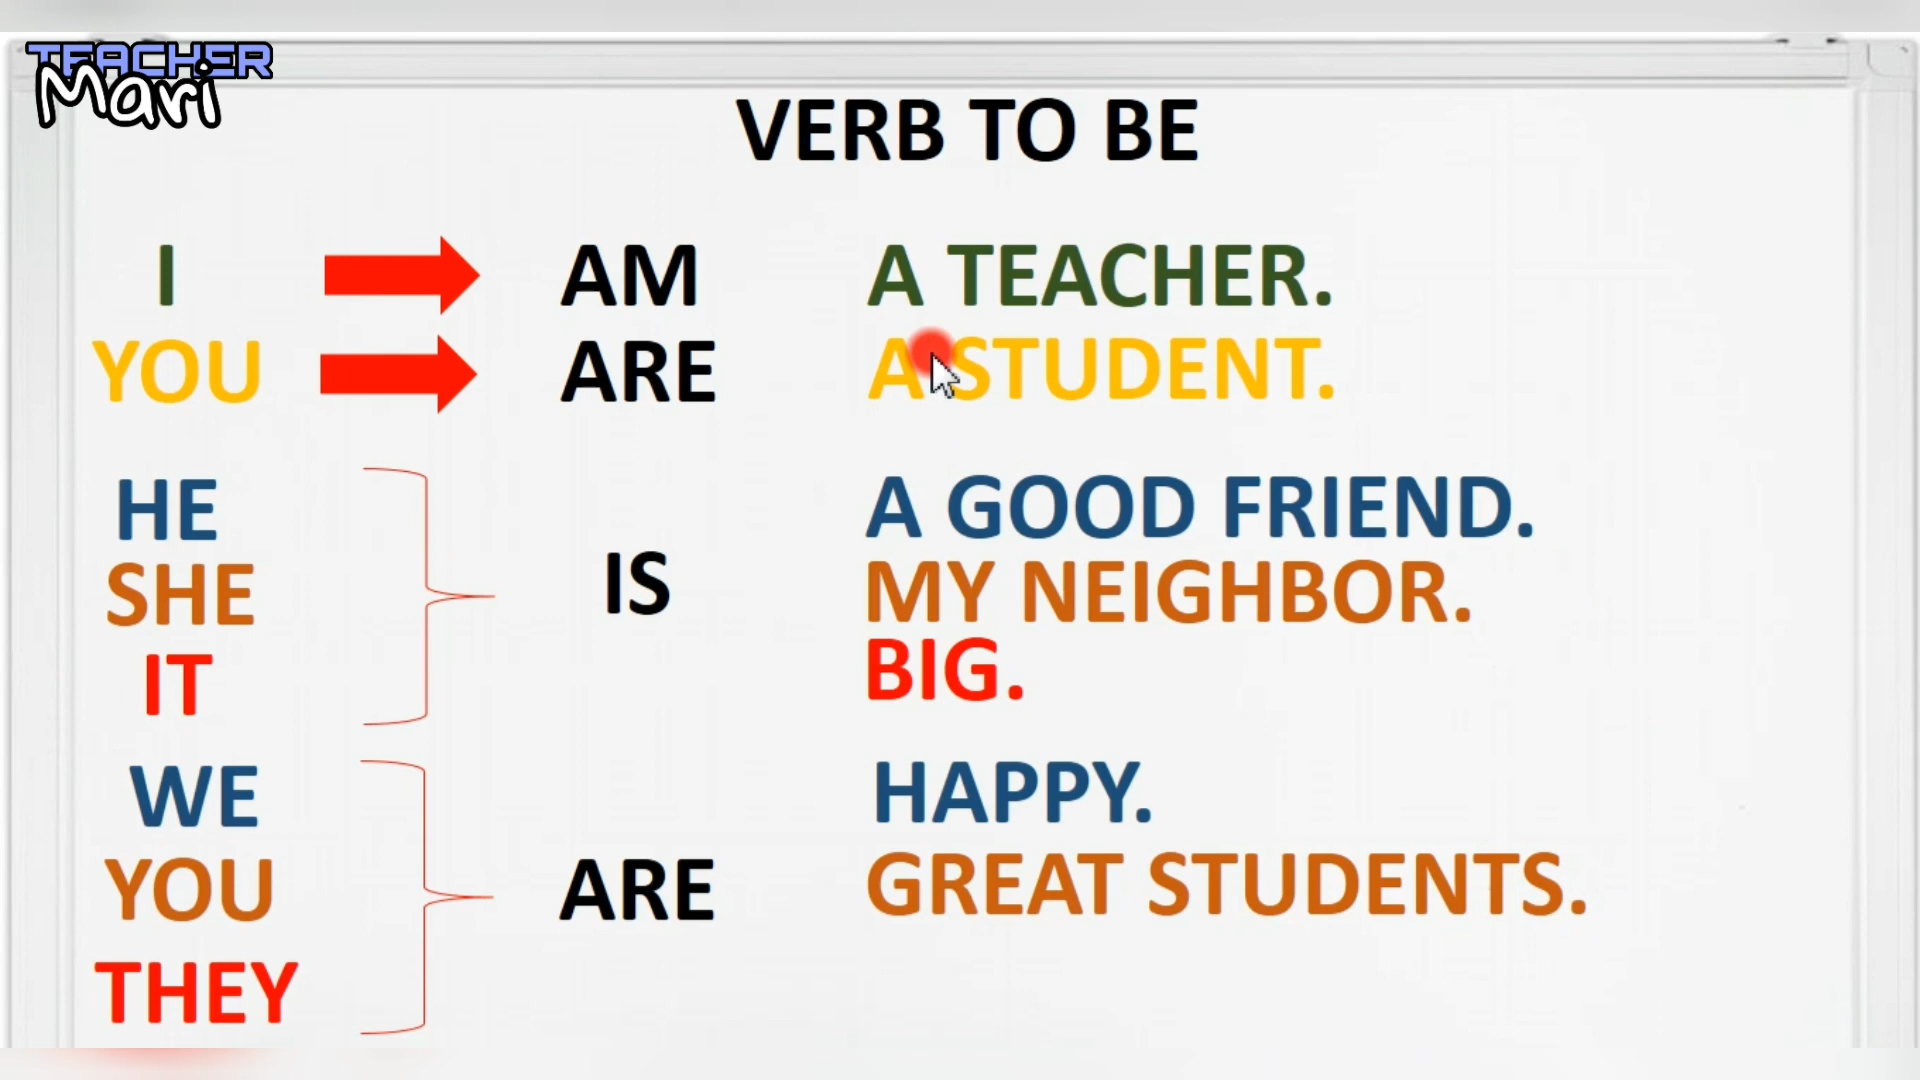 TEACHER
Mari
VERB TO BE
I AM A TEACHER.
YOU ARE A STUDENT.
HE A GOOD FRIEND.
SHE IS MY NEIGHBOR.
IT BIG.
WE HAPPY.
YOU ARE GREAT STUDENTS.
THEY